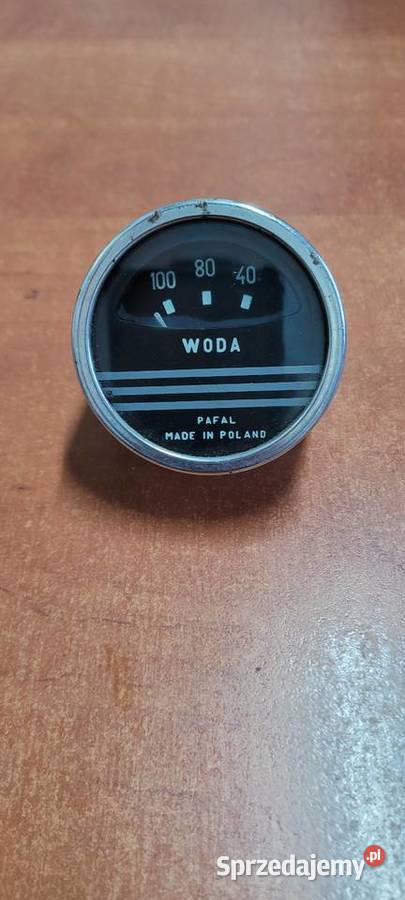 100 80 40
WODA
PAFAL
MADE IN POLAND
Sprzedajemy.pl